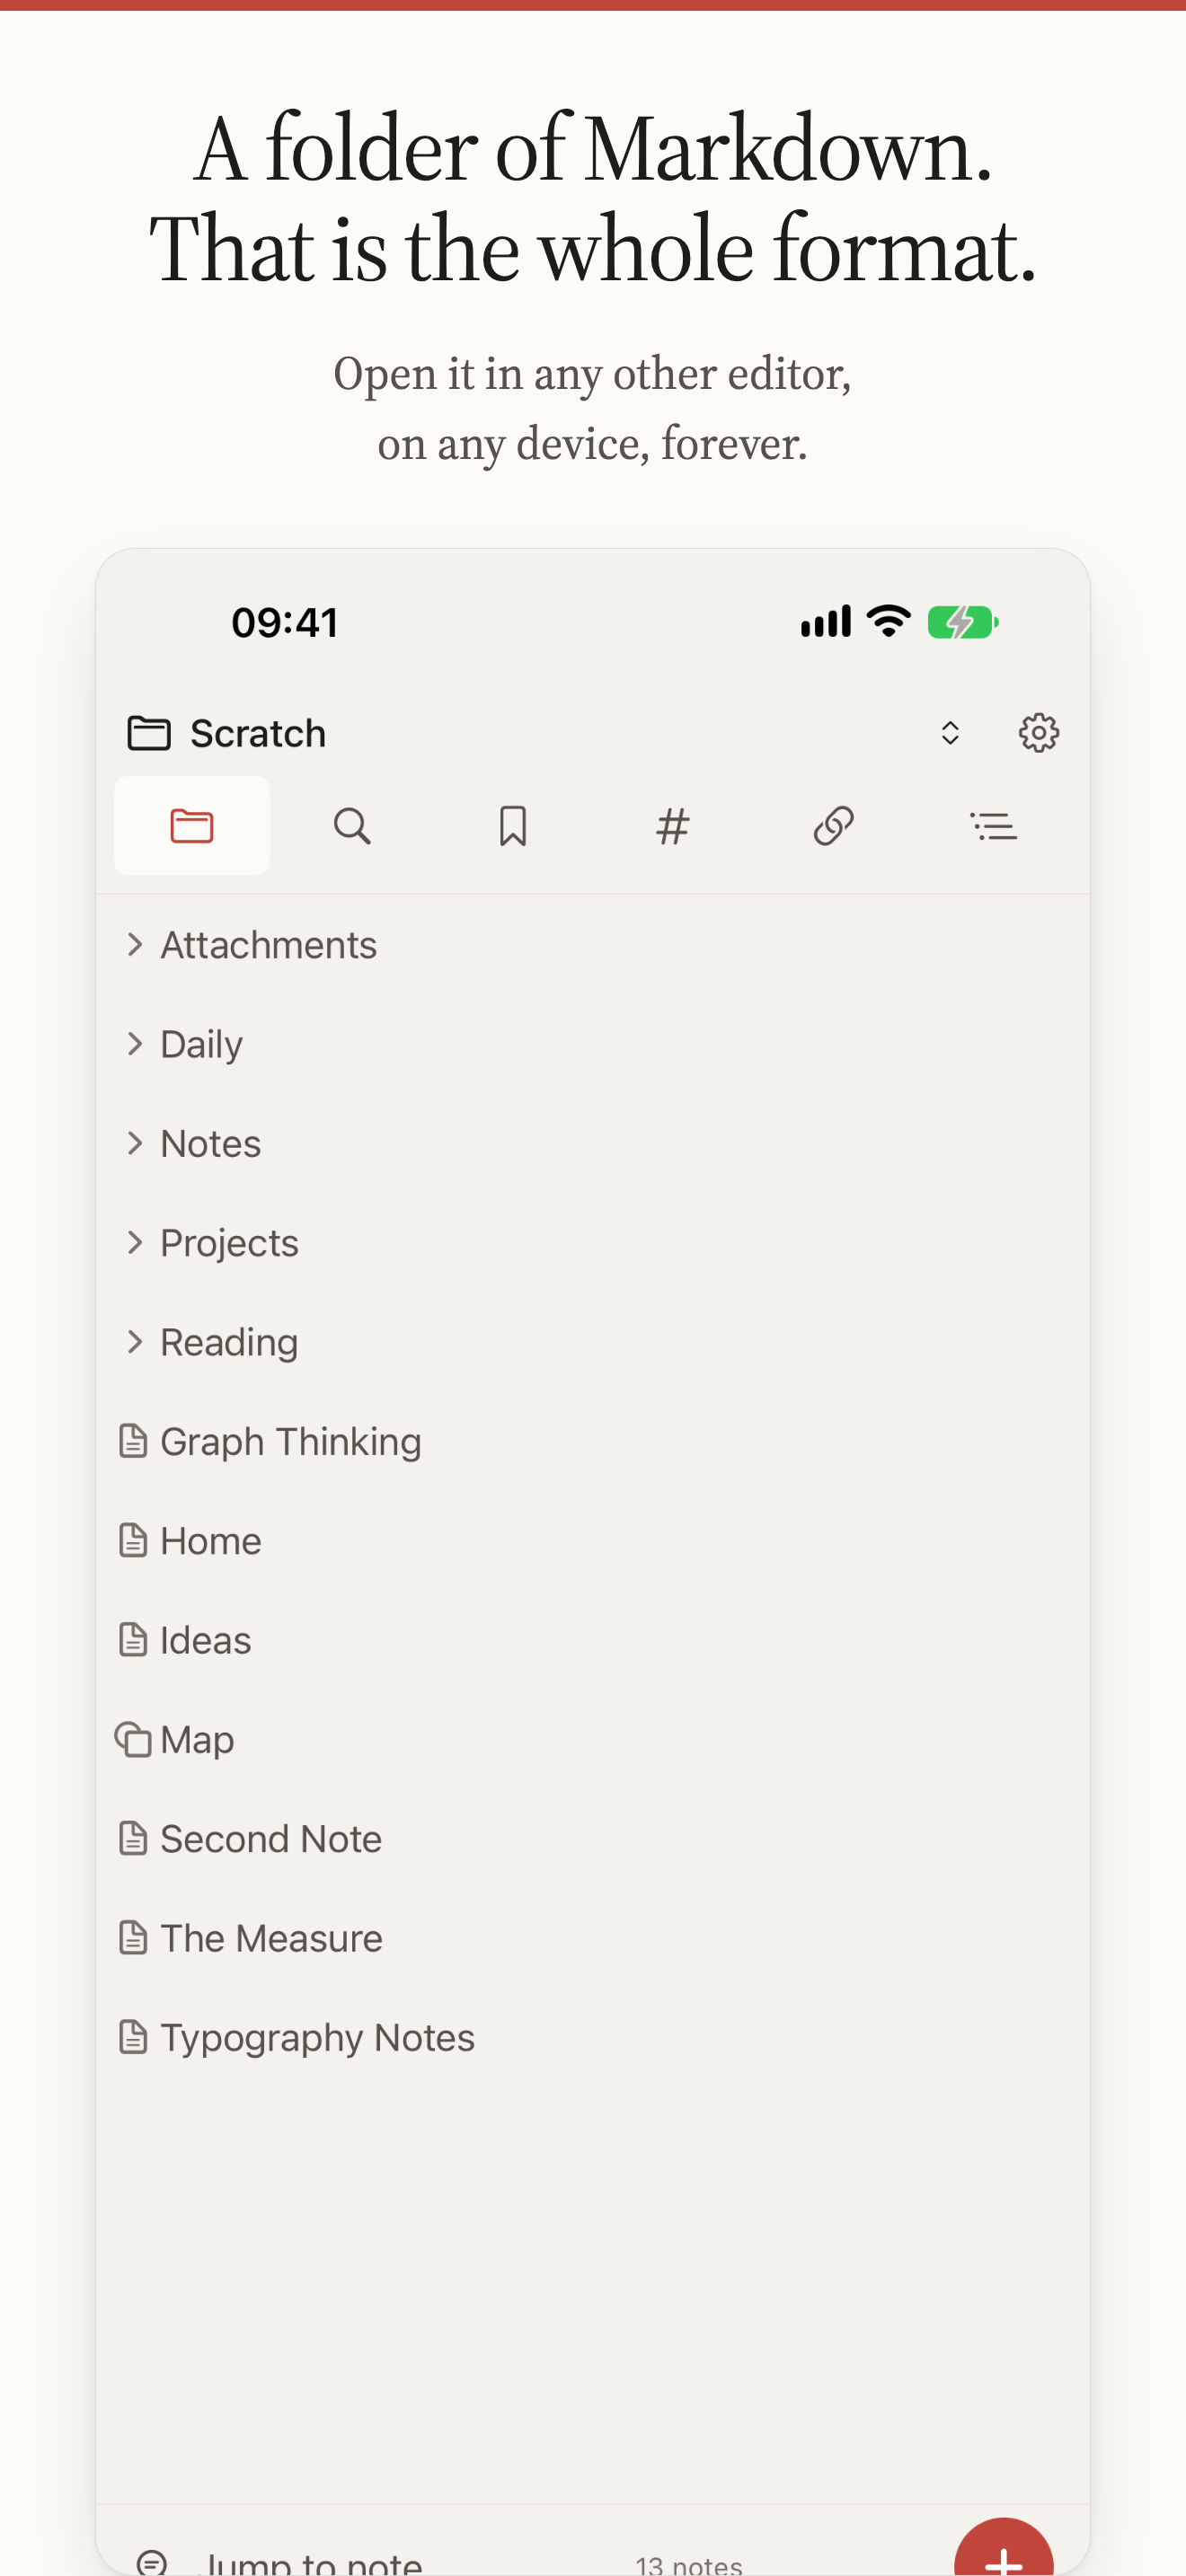 A folder of Markdown.
That is the whole format.
Open it in any other editor,
on any device, forever.
09:41
Scratch
Attachments
Daily
Notes
Projects
Reading
Graph Thinking
Home
Ideas
Map
Second Note
The Measure
Typography Notes
Jump to note
13 notes